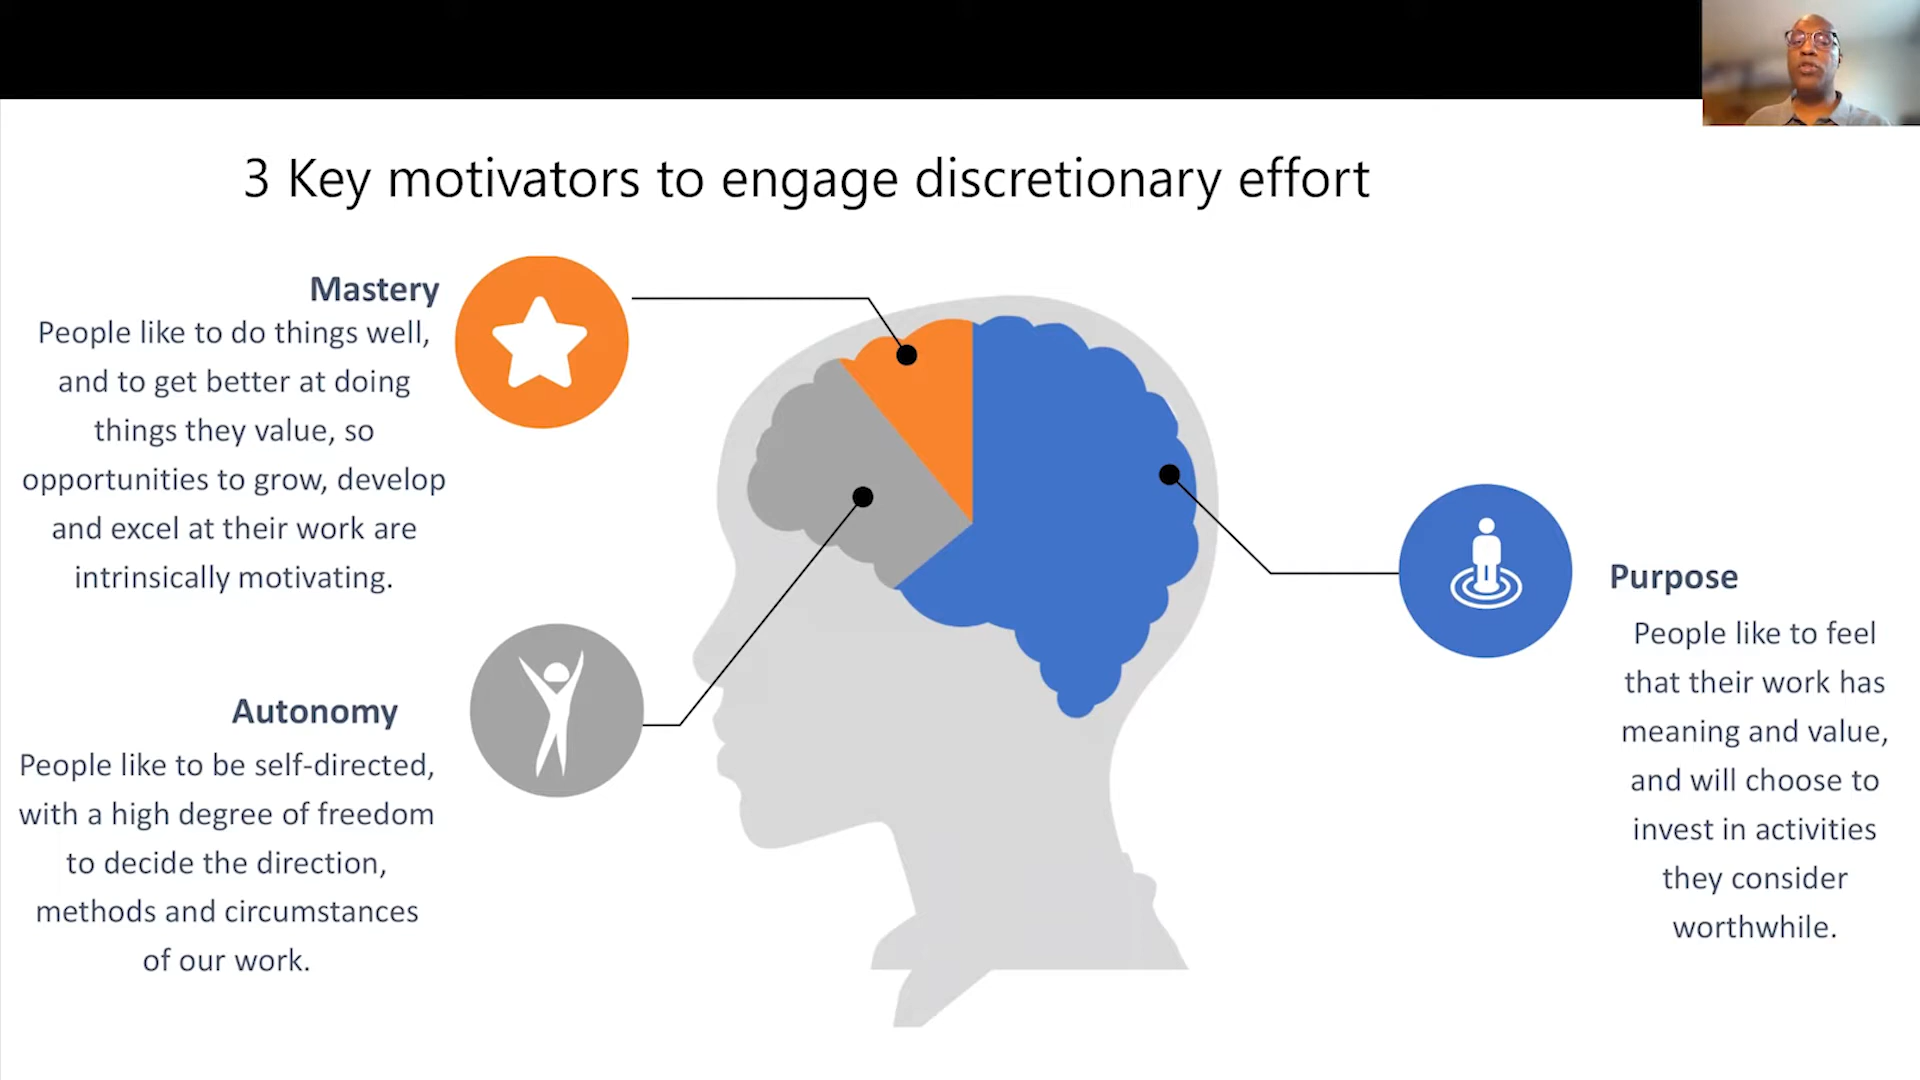 3 Key motivators to engage discretionary effort
Mastery
People like to do things well,
and to get better at doing
things they value, so
opportunities to grow, develop
and excel at their work are
intrinsically motivating.
Autonomy
People like to be self-directed,
with a high degree of freedom
to decide the direction,
methods and circumstances
of our work.
Purpose
People like to feel
that their work has
meaning and value,
and will choose to
invest in activities
they consider
worthwhile.